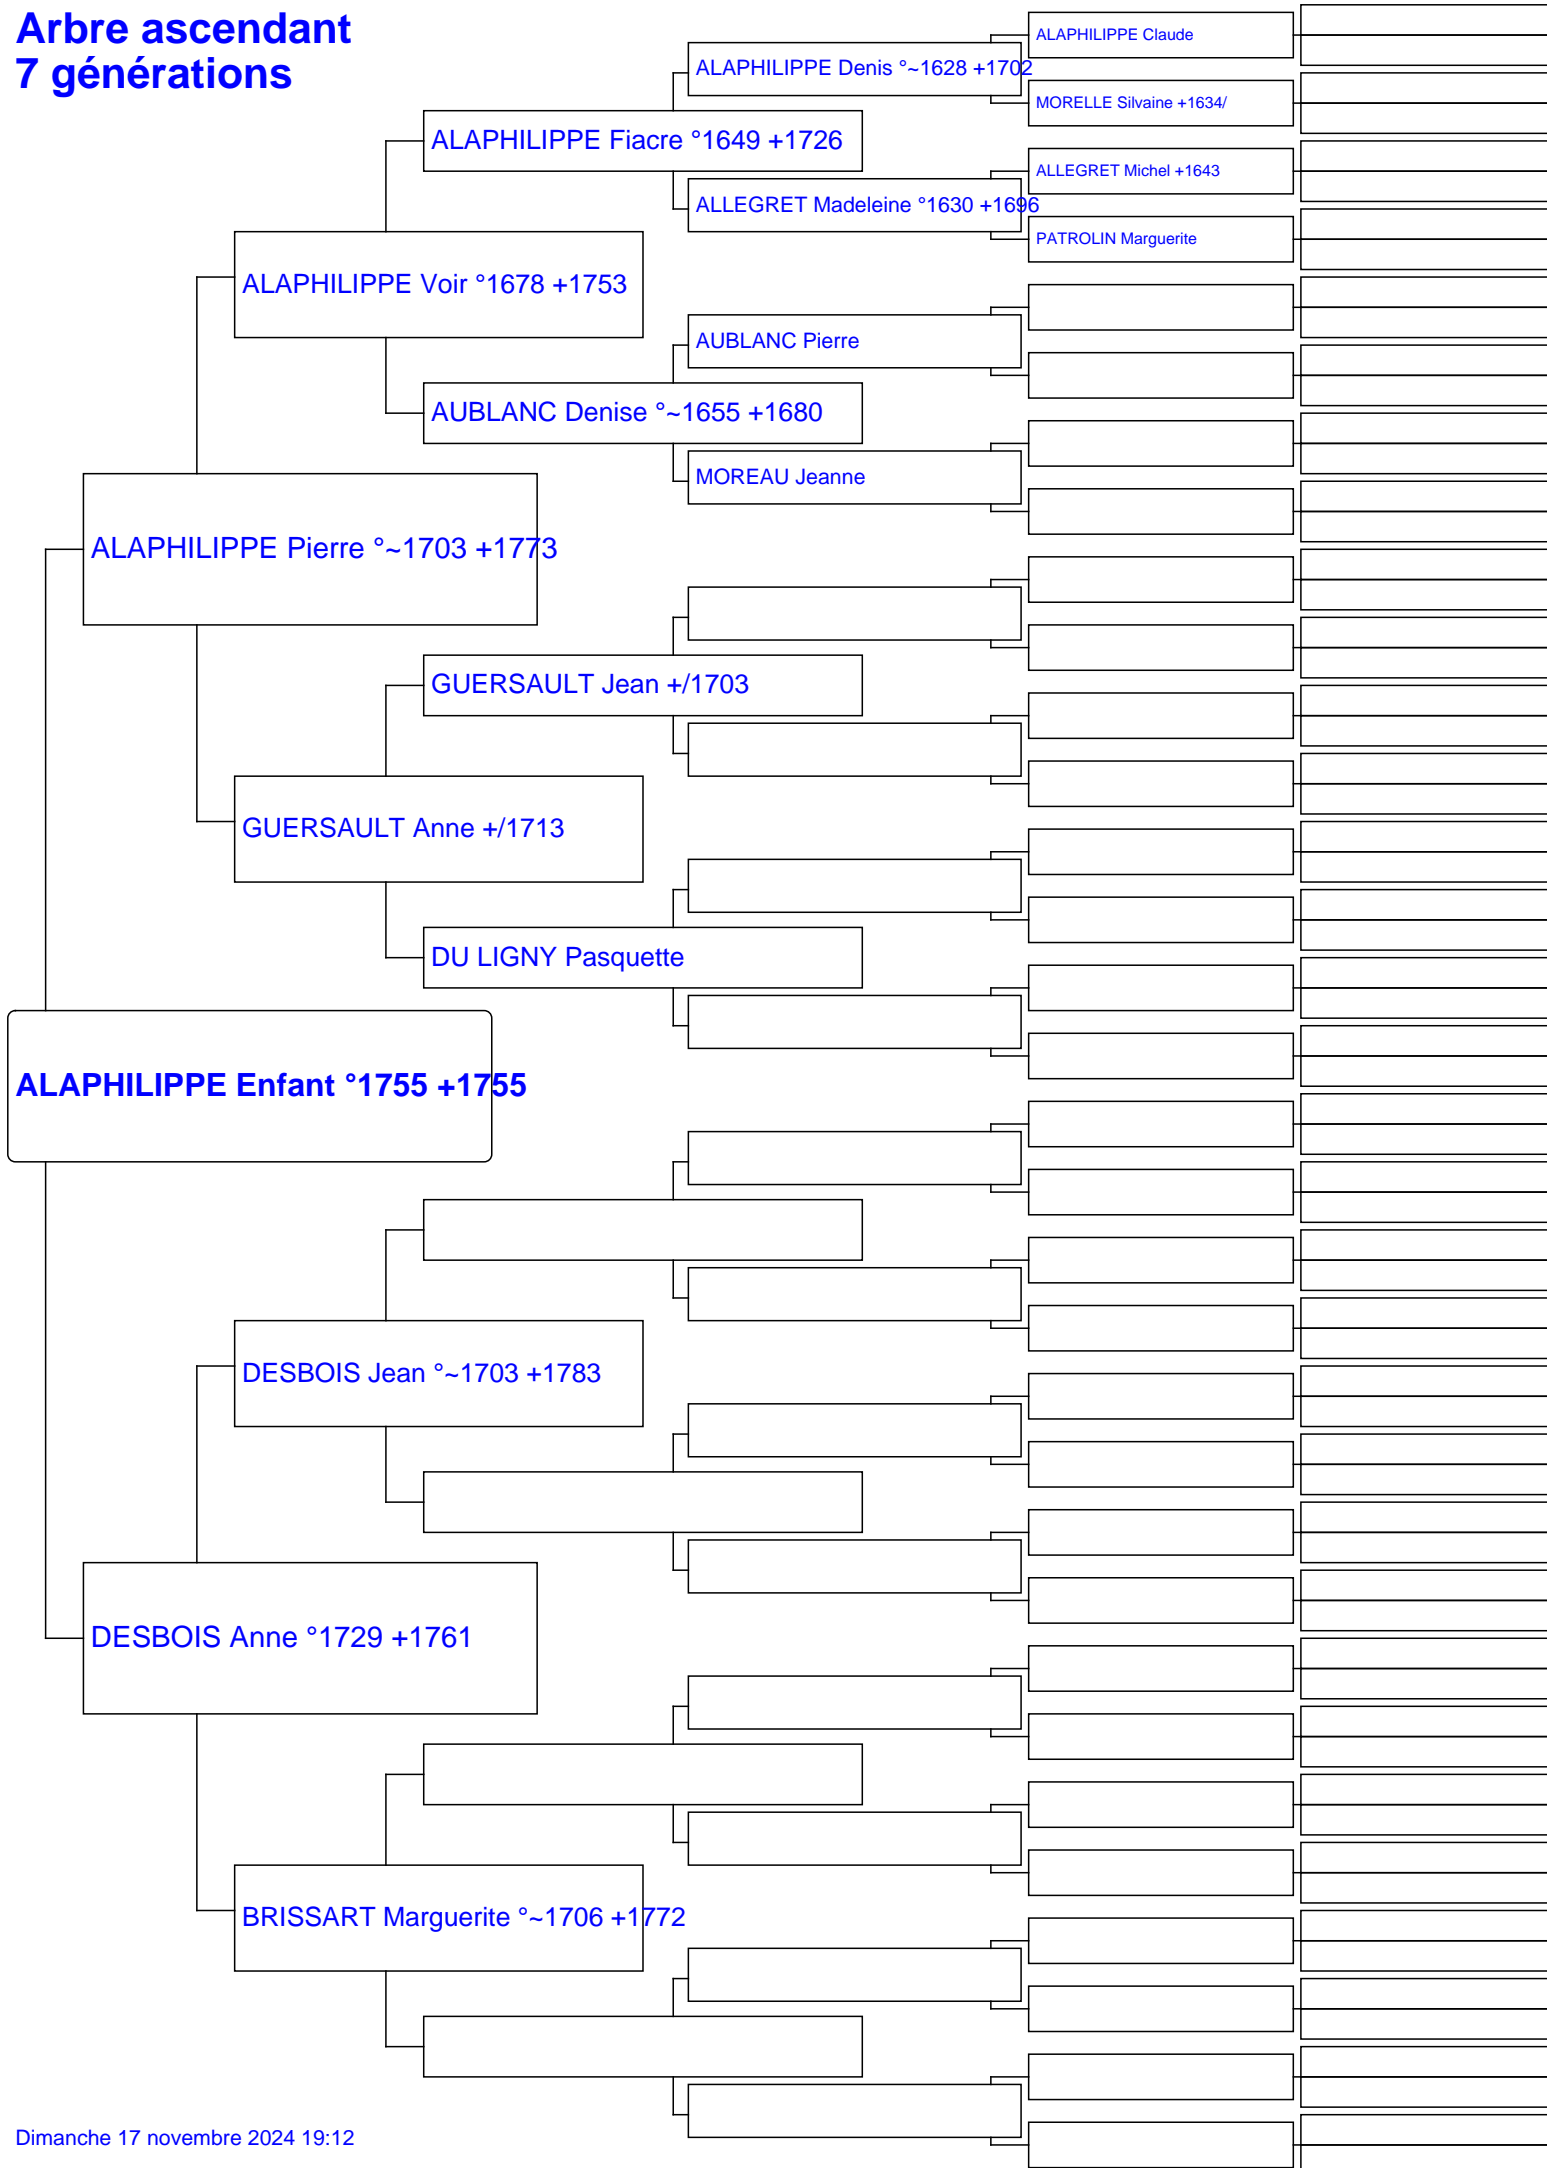 Arbre ascendant
7 générations
ALAPHILIPPE Claude
ALAPHILIPPE Denis °~1628 +1702
MORELLE Silvaine +1634/
ALAPHILIPPE Fiacre °1649 +1726
ALLEGRET Michel +1643
ALLEGRET Madeleine °1630 +1696
PATROLIN Marguerite
ALAPHILIPPE Voir °1678 +1753
AUBLANC Pierre
AUBLANC Denise °~1655 +1680
MOREAU Jeanne
ALAPHILIPPE Pierre °~1703 +1773
GUERSAULT Jean +/1703
GUERSAULT Anne +/1713
DU LIGNY Pasquette
ALAPHILIPPE Enfant °1755 +1755
DESBOIS Jean °~1703 +1783
DESBOIS Anne °1729 +1761
BRISSART Marguerite °~1706 +1772
Dimanche 17 novembre 2024 19:12